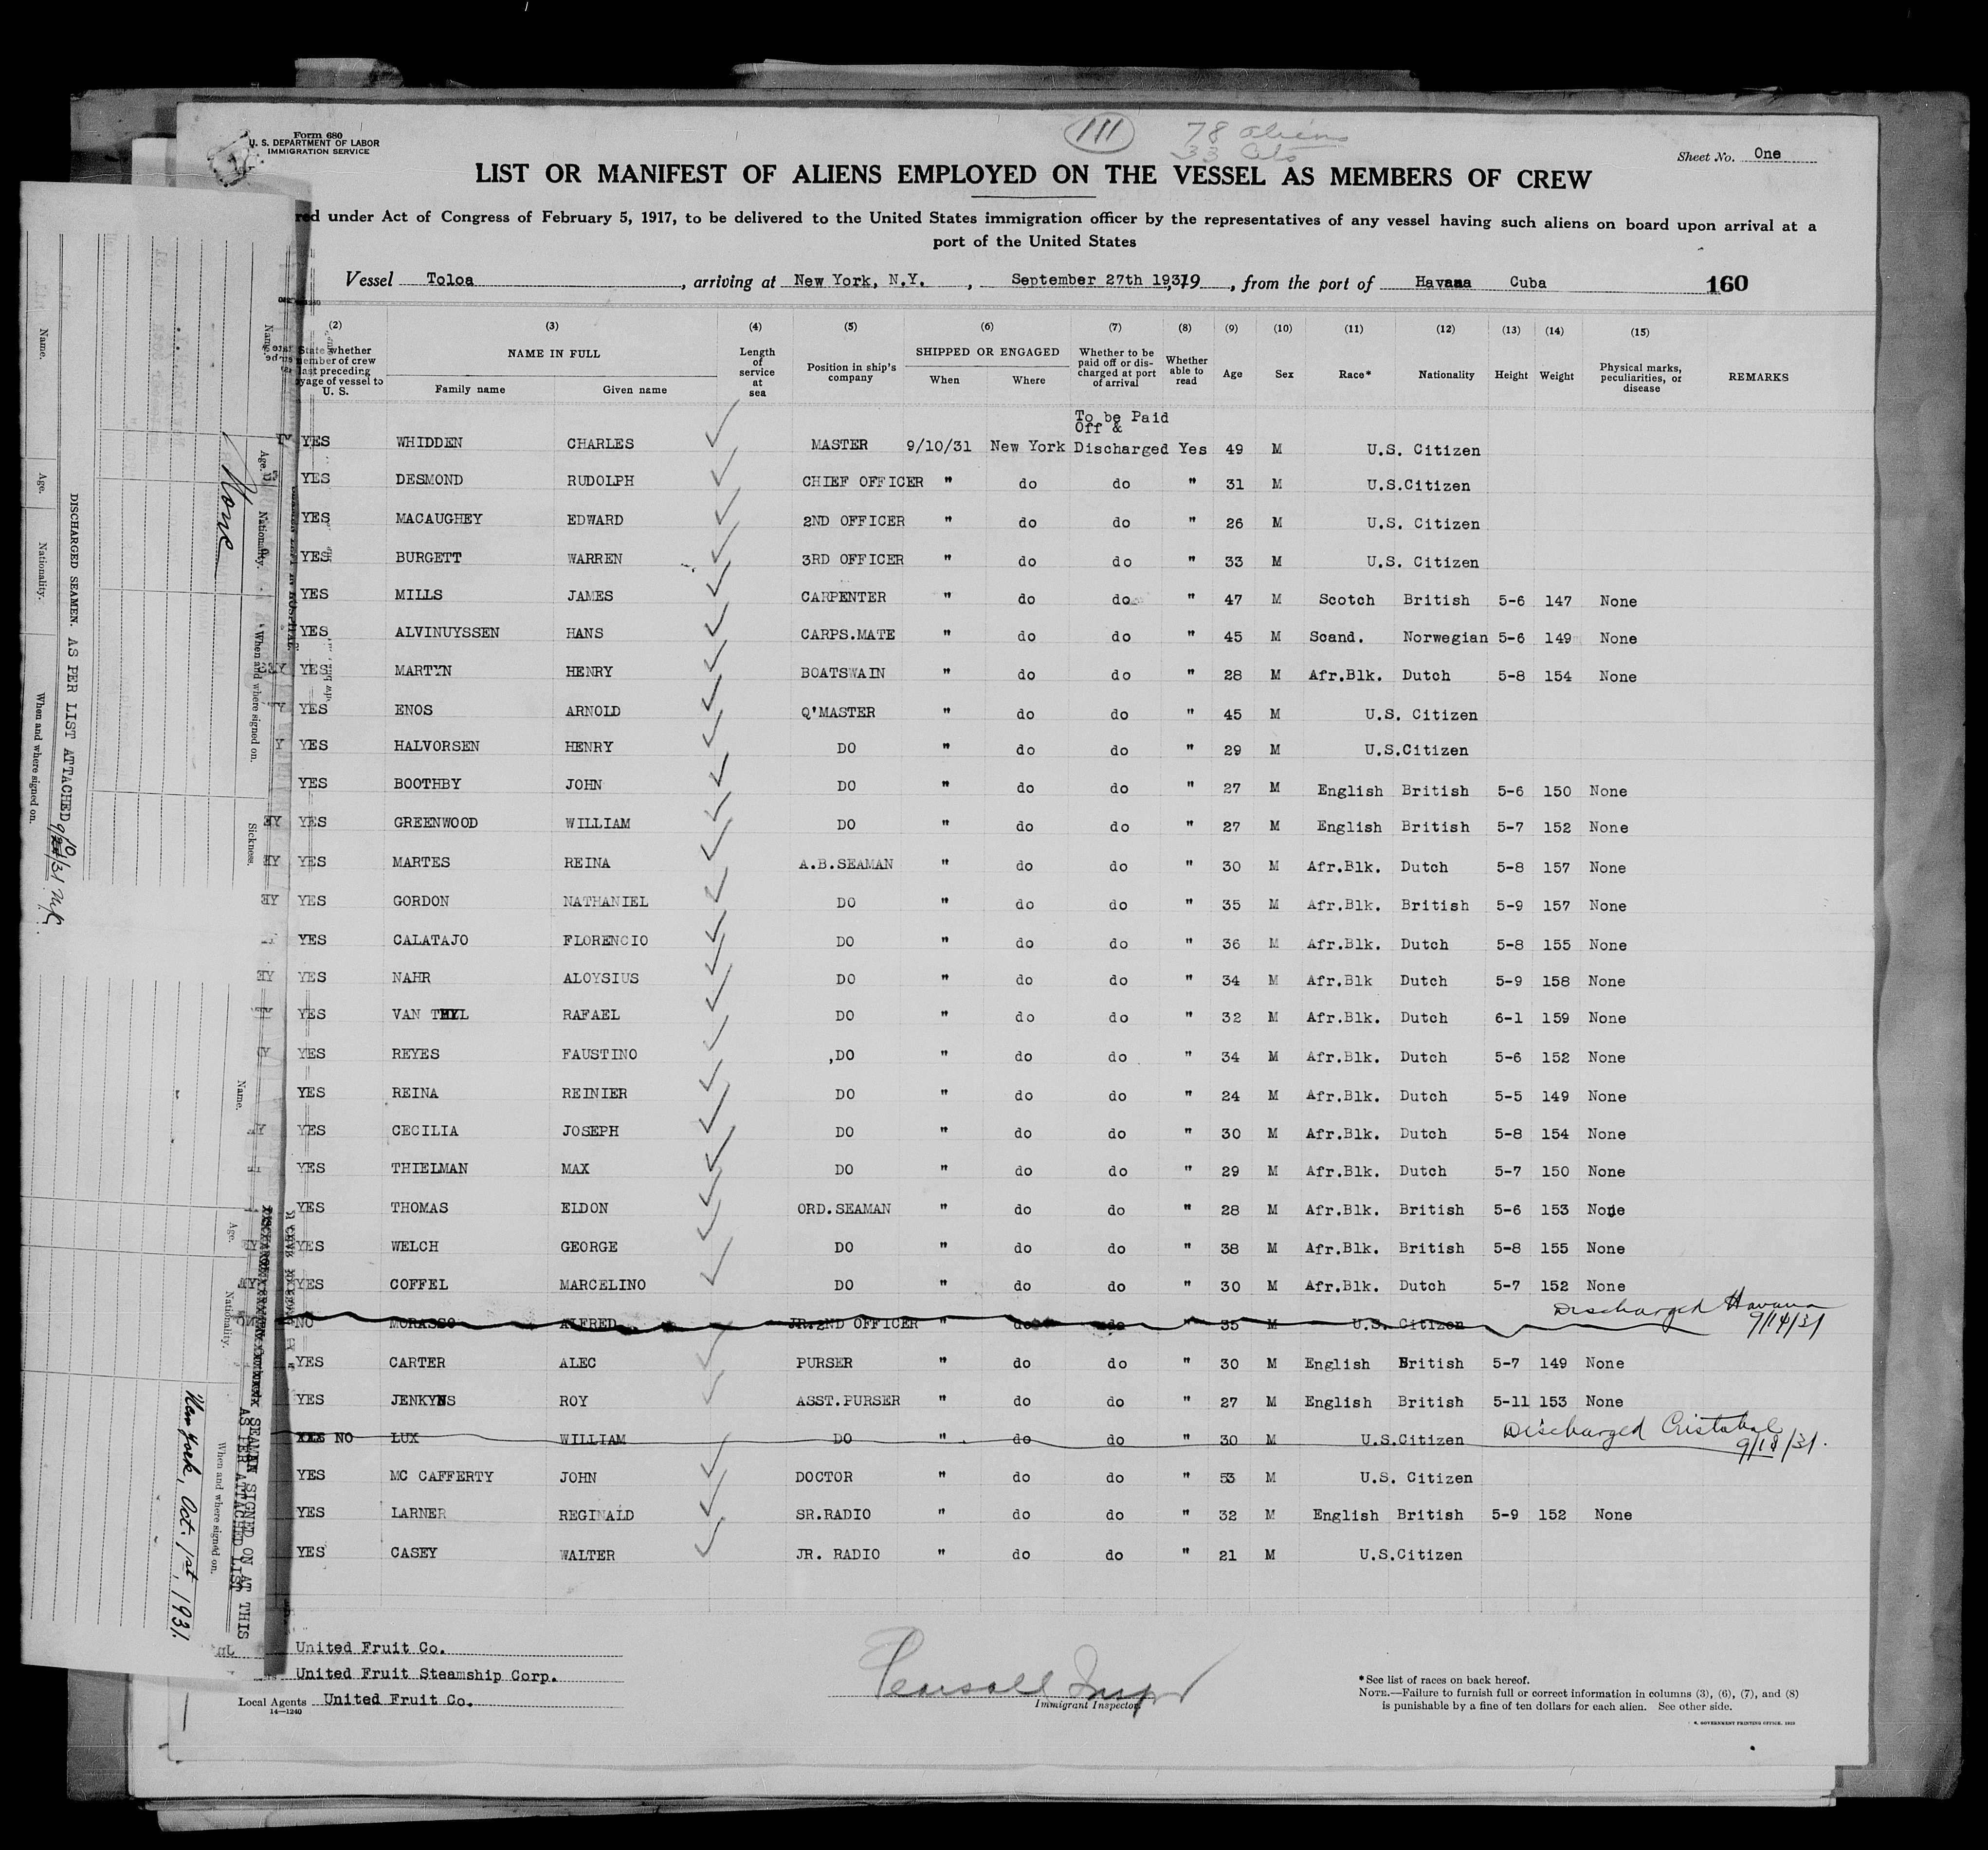 Form 680
U. S. DEPARTMENT OF LABOR
IMMIGRATION SERVICE
111
78 aliens
33
Sheet No. One
LIST OR MANIFEST OF ALIENS EMPLOYED ON THE VESSEL AS MEMBERS OF CREW
red under Act of Congress of February 5, 1917, to be delivered to the United States immigration officer by the representatives of any vessel having such aliens on board upon arrival at a
port of the United States
Vessel Toloa, arriving at New York, N.Y., September 27th 1931, 19, from the port of Havana Cuba 160
(2) (3) (4) (5) (6) (7) (8) (9) (10) (11) (12) (13) (14) (15)
State whether member of crew last preceding voyage of vessel to U. S. NAME IN FULL Family name Given name Length of service at sea Position in ship's company SHIPPED OR ENGAGED When Where Whether to be paid off or discharged at port of arrival Whether able to read Age Sex Race* Nationality Height Weight Physical marks, peculiarities, or disease REMARKS
To be Paid
Off &
YES WHIDDEN CHARLES MASTER 9/10/31 New York Discharged Yes 49 M U.S. Citizen
YES DESMOND RUDOLPH CHIEF OFFICER " do do " 31 M U.S.Citizen
YES MACAUGHEY EDWARD 2ND OFFICER " do do " 26 M U.S. Citizen
YES BURGETT WARREN 3RD OFFICER " do do " 33 M U.S. Citizen
YES MILLS JAMES CARPENTER " do do " 47 M Scotch British 5-6 147 None
YES ALVINUYSSEN HANS CARPS.MATE " do do " 45 M Scand. Norwegian 5-6 149 None
YES MARTYN HENRY BOATSWAIN " do do " 28 M Afr.Blk. Dutch 5-8 154 None
YES ENOS ARNOLD Q'MASTER " do do " 45 M U.S. Citizen
YES HALVORSEN HENRY DO " do do " 29 M U.S.Citizen
YES BOOTHBY JOHN DO " do do " 27 M English British 5-6 150 None
YES GREENWOOD WILLIAM DO " do do " 27 M English British 5-7 152 None
YES MARTES REINA A.B.SEAMAN " do do " 30 M Afr.Blk. Dutch 5-8 157 None
YES GORDON NATHANIEL DO " do do " 35 M Afr.Blk. British 5-9 157 None
YES CALATAJO FLORENCIO DO " do do " 36 M Afr.Blk. Dutch 5-8 155 None
YES NAHR ALOYSIUS DO " do do " 34 M Afr.Blk Dutch 5-9 158 None
YES VAN THYL RAFAEL DO " do do " 32 M Afr.Blk. Dutch 6-1 159 None
YES REYES FAUSTINO ,DO " do do " 34 M Afr.Blk. Dutch 5-6 152 None
YES REINA REINIER DO " do do " 24 M Afr.Blk. Dutch 5-5 149 None
YES CECILIA JOSEPH DO " do do " 30 M Afr.Blk. Dutch 5-8 154 None
YES THIELMAN MAX DO " do do " 29 M Afr.Blk. Dutch 5-7 150 None
YES THOMAS ELDON ORD.SEAMAN " do do " 28 M Afr.Blk. British 5-6 153 None
YES WELCH GEORGE DO " do do " 38 M Afr.Blk. British 5-8 155 None
YES COFFEL MARCELINO DO " do do " 30 M Afr.Blk. Dutch 5-7 152 None
NO MORASSO ALFRED JR.2ND OFFICER " do do " 35 M U.S. Citizen Discharged Havana 9/14/31
YES CARTER ALEC PURSER " do do " 30 M English British 5-7 149 None
YES JENKYNS ROY ASST.PURSER " do do " 27 M English British 5-11 153 None
YES NO LUX WILLIAM DO " do do " 30 M U.S.Citizen Discharged Cristobal 9/18/31.
YES MC CAFFERTY JOHN DOCTOR " do do " 53 M U.S. Citizen
YES LARNER REGINALD SR.RADIO " do do " 32 M English British 5-9 152 None
YES CASEY WALTER JR. RADIO " do do " 21 M U.S.Citizen
United Fruit Co.
United Fruit Steamship Corp.
Local Agents United Fruit Co.
14—1240
Pearsall Inspr
Immigrant Inspector.
*See list of races on back hereof.
NOTE.—Failure to furnish full or correct information in columns (3), (6), (7), and (8)
is punishable by a fine of ten dollars for each alien. See other side.
Name. Age. Nationality. When and where signed on.
DISCHARGED SEAMEN. AS PER LIST ATTACHED
None
Name. Age. Nationality. When and where signed on. Sickness.
Name. Age. Nationality. When and where signed on.
SEAMAN SIGNED ON AT THIS
AS PER ATTACHED LIST
New York, Oct. 1st, 1931.